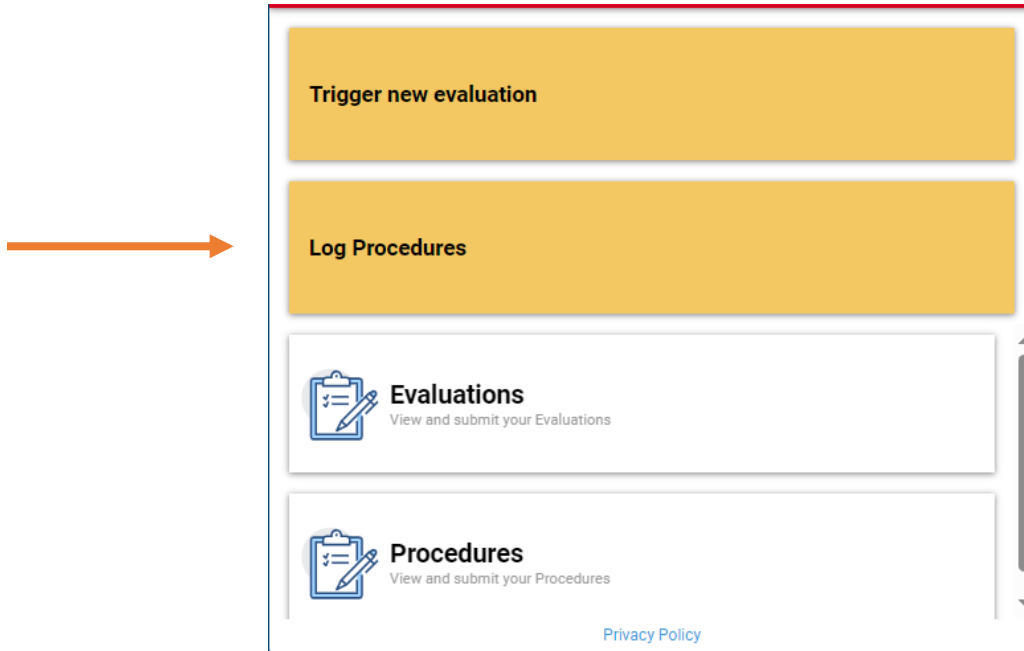 Trigger new evaluation
Log Procedures
Evaluations
View and submit your Evaluations
Procedures
View and submit your Procedures
Privacy Policy